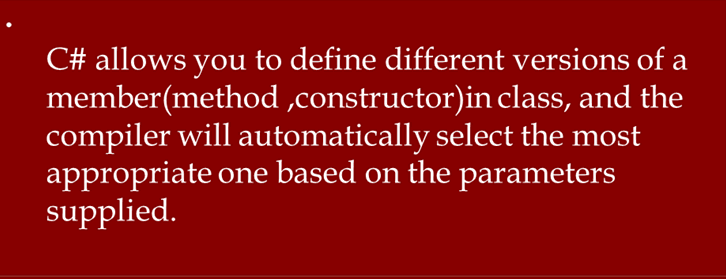 C# allows you to define different versions of a
member(method ,constructor)in class, and the
compiler will automatically select the most
appropriate one based on the parameters
supplied.